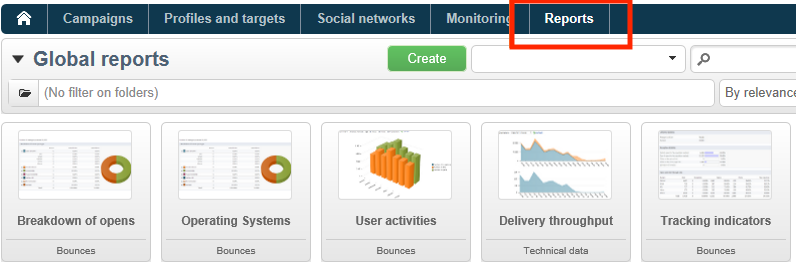 Campaigns Profiles and targets Social networks Monitoring Reports
Global reports Create
(No filter on folders) By relevance
Breakdown of opens Operating Systems User activities Delivery throughput Tracking indicators
Bounces Bounces Bounces Technical data Bounces